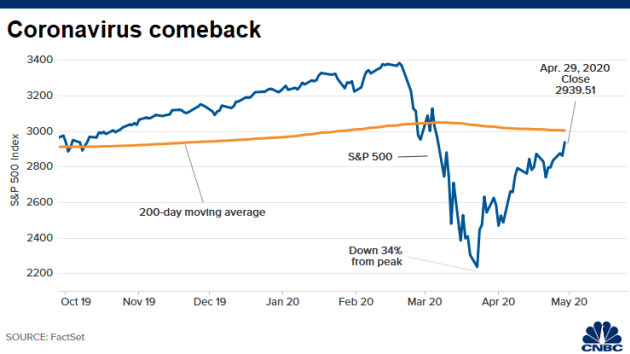 Coronavirus comeback
3400
3200
3000
2800
2600
2400
2200
S&P 500 Index
Apr. 29, 2020
Close
2939.51
S&P 500
200-day moving average
Down 34%
from peak
Oct 19 Nov 19 Dec 19 Jan 20 Feb 20 Mar 20 Apr 20 May 20
SOURCE: FactSet
CNBC